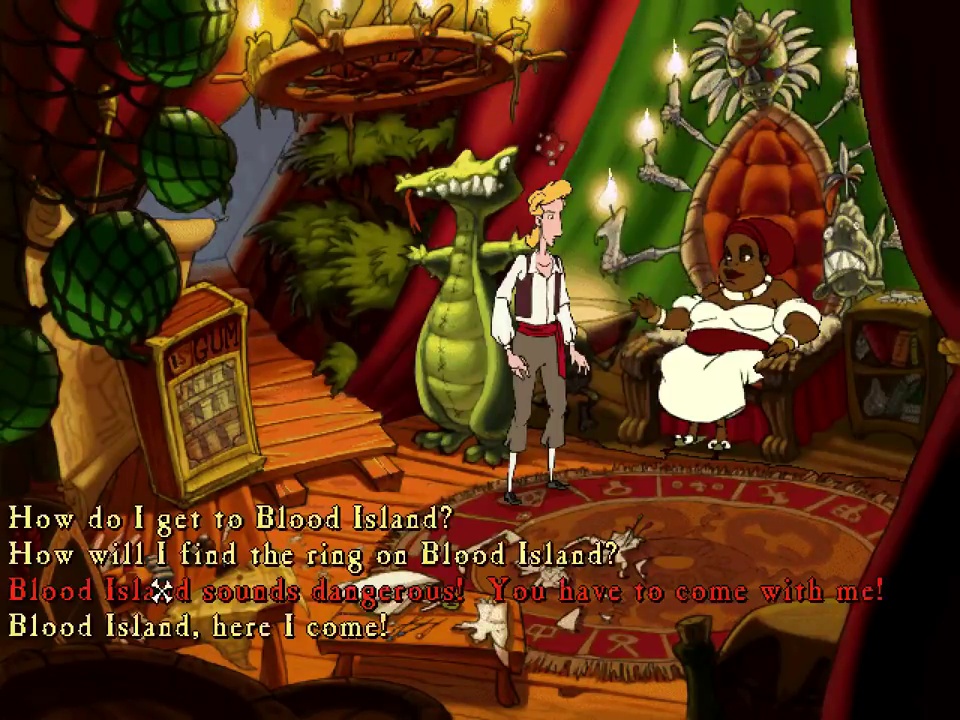 GUM
How do I get to Blood Island?
How will I find the ring on Blood Island?
Blood Island sounds dangerous! You have to come with me!
Blood Island, here I come!